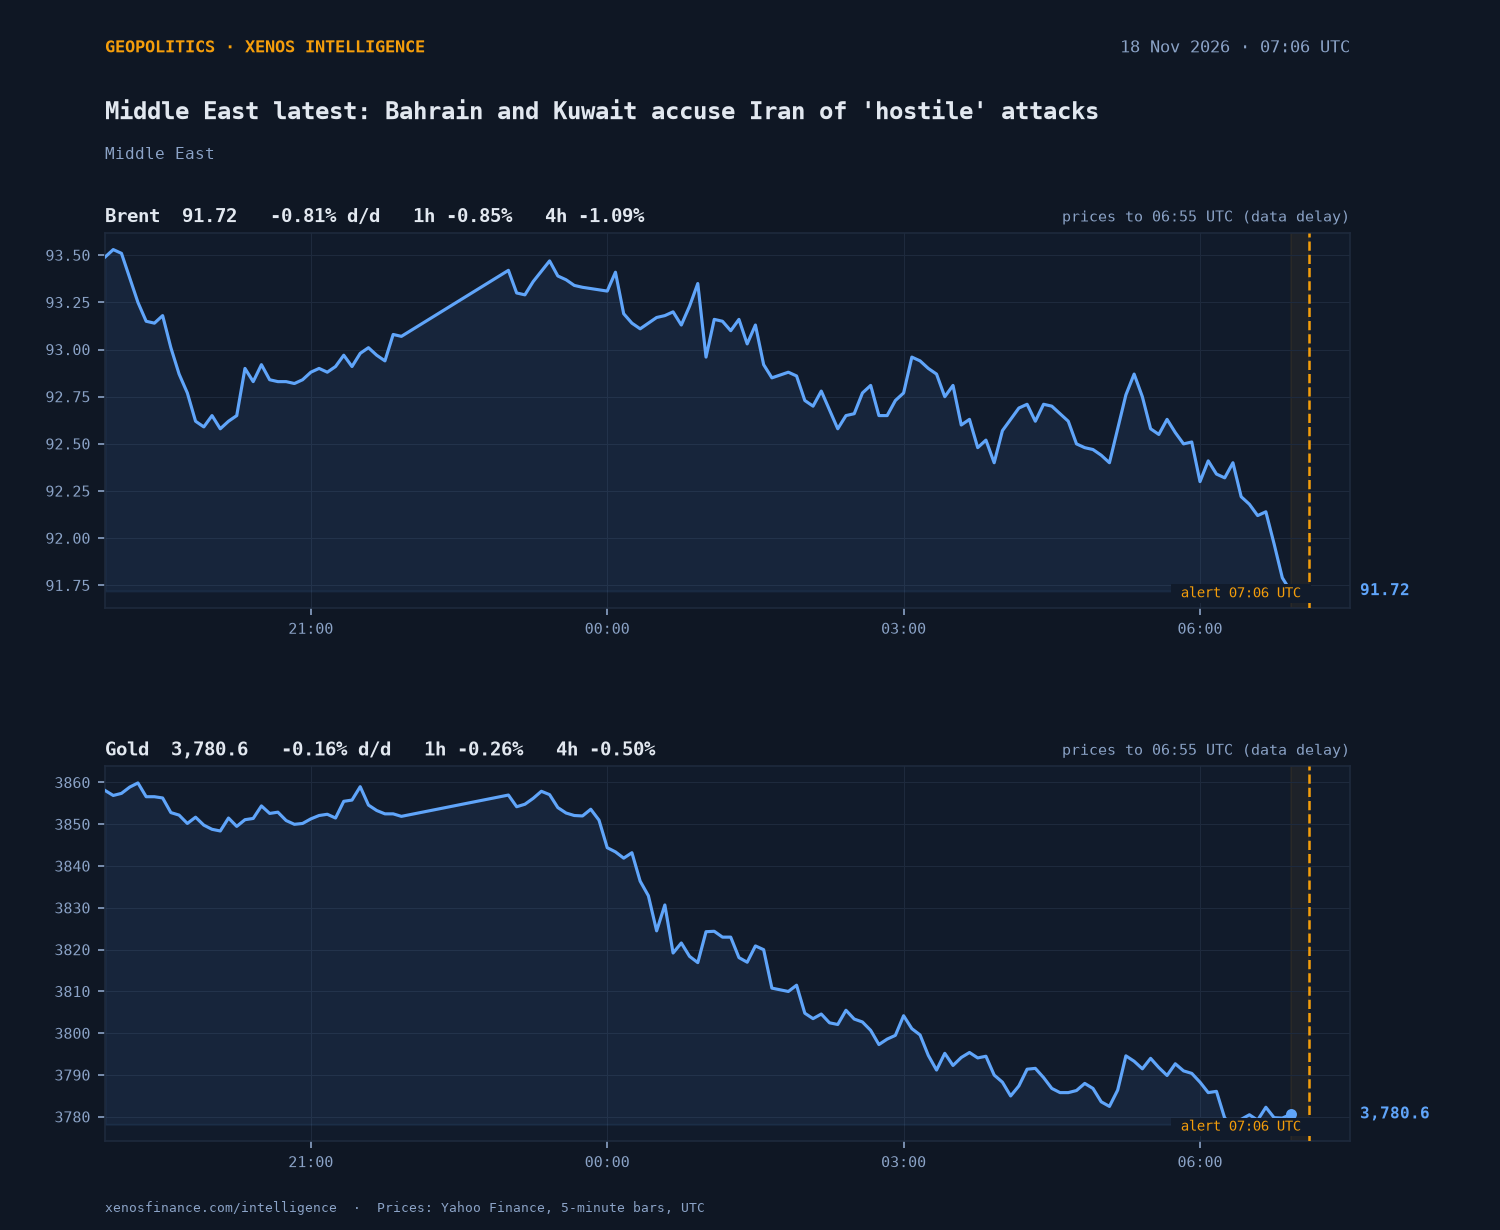 GEOPOLITICS · XENOS INTELLIGENCE
18 Nov 2026 · 07:06 UTC
Middle East latest: Bahrain and Kuwait accuse Iran of 'hostile' attacks
Middle East
Brent  91.72   -0.81% d/d   1h -0.85%   4h -1.09%
prices to 06:55 UTC (data delay)
93.50
93.25
93.00
92.75
92.50
92.25
92.00
91.75
alert 07:06 UTC
91.72
21:00
00:00
03:00
06:00
Gold  3,780.6   -0.16% d/d   1h -0.26%   4h -0.50%
prices to 06:55 UTC (data delay)
3860
3850
3840
3830
3820
3810
3800
3790
3780
3,780.6
alert 07:06 UTC
21:00
00:00
03:00
06:00
xenosfinance.com/intelligence  ·  Prices: Yahoo Finance, 5-minute bars, UTC